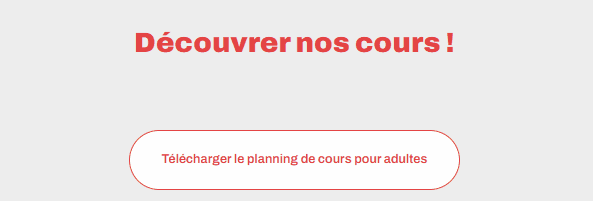 Découvrer nos cours !
Télécharger le planning de cours pour adultes